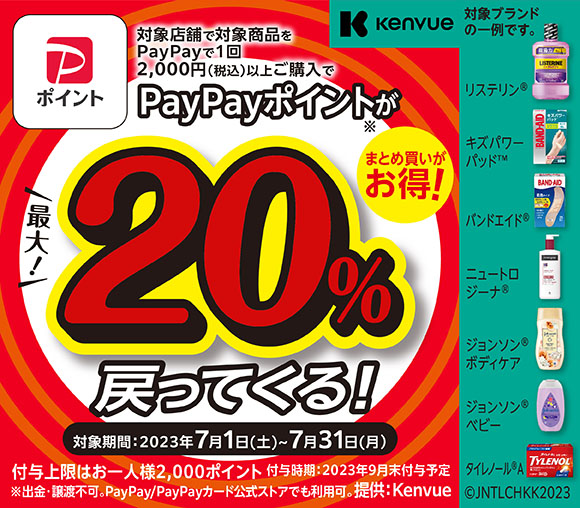 ポイント
対象店舗で対象商品を
PayPayで1回
2,000円(税込)以上ご購入で
PayPayポイントが
※
まとめ買いが
お得!
最大!
20%
戻ってくる!
対象期間:2023年7月1日(土)~7月31日(月)
付与上限はお一人様2,000ポイント 付与時期:2023年9月末付与予定
※出金・譲渡不可。PayPay/PayPayカード公式ストアでも利用可。提供:Kenvue
Kenvue
対象ブランド
の一例です。
LISTERINE
リステリン®
BAND-AID
キズパワー
パッド™
BAND-AID
バンドエイド®
ニュートロ
ジーナ®
ジョンソン®
ボディケア
ジョンソン®
ベビー
TYLENOL
タイレノール®A
©JNTLCHKK2023